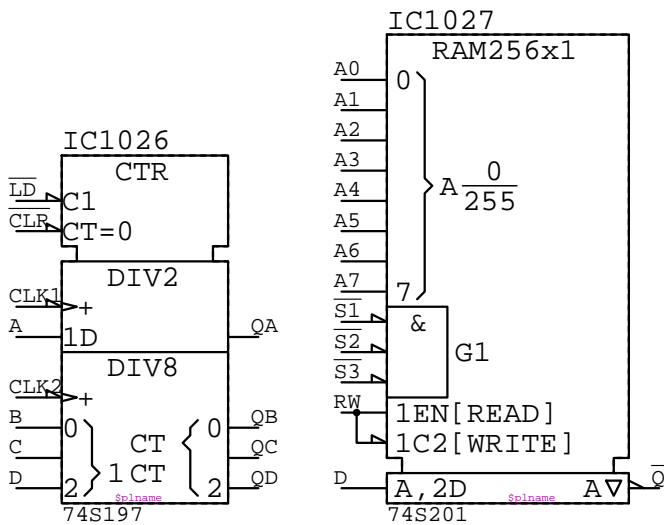 IC1026
CTR
LD
C1
CLR
CT=0
DIV2
CLK1
+
A
1D
QA
DIV8
CLK2
+
B
0
0
QB
C
CT
1 CT
QC
D
2
2
QD
$plname
74S197
IC1027
RAM256x1
A0
0
A1
A2
A3
A4
A 0
255
A5
A6
A7
7
S1
&
S2
G1
S3
RW
1EN[READ]
1C2[WRITE]
D
A,2D
A
Q
$plname
74S201